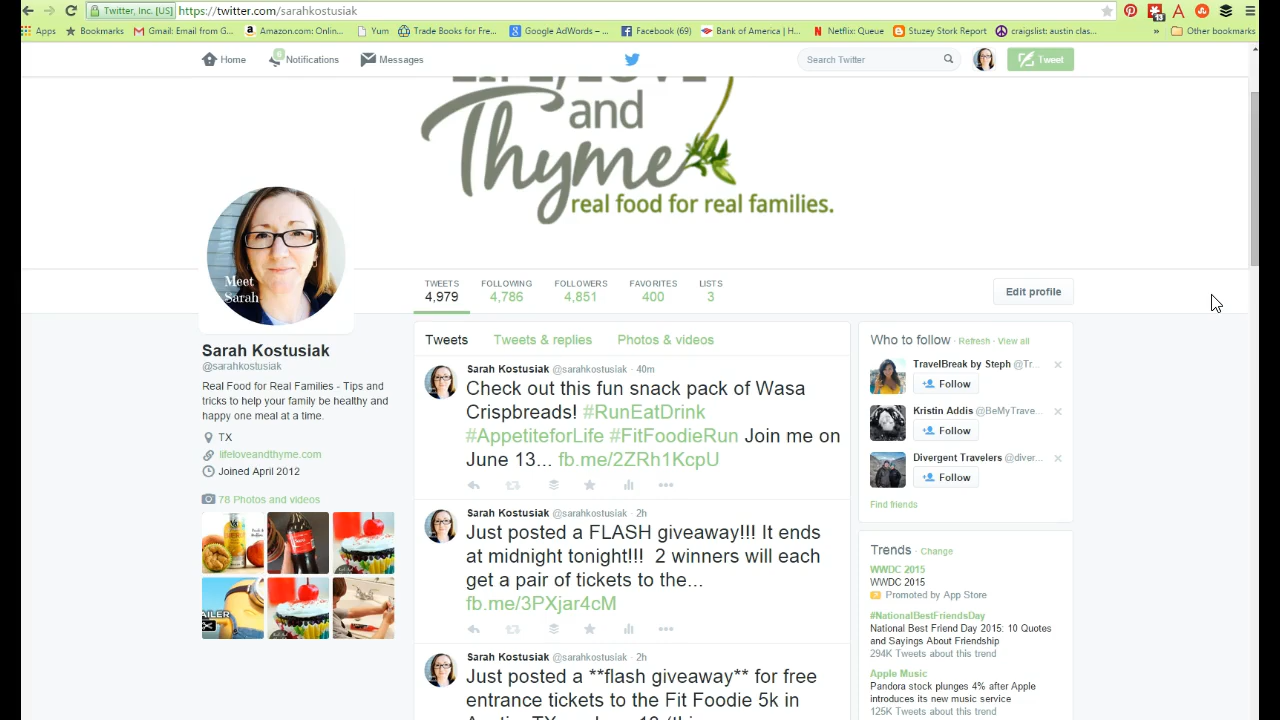 Twitter, Inc. [US] https://twitter.com/sarahkostusiak
13
Apps Bookmarks Gmail: Email from G... Amazon.com: Onlin... Yum Trade Books for Fre... Google AdWords – ... Facebook (69) Bank of America | H... Netflix: Queue Stuzey Stork Report craigslist: austin clas... » Other bookmarks
Home Notifications Messages Search Twitter Tweet
LIFE, LOVE
and
Thyme
real food for real families.
Meet
Sarah
TWEETS FOLLOWING FOLLOWERS FAVORITES LISTS
4,979 4,786 4,851 400 3
Edit profile
Sarah Kostusiak
@sarahkostusiak
Real Food for Real Families - Tips and
tricks to help your family be healthy and
happy one meal at a time.
TX
lifeloveandthyme.com
Joined April 2012
78 Photos and videos
Tweets Tweets & replies Photos & videos
Sarah Kostusiak @sarahkostusiak · 40m
Check out this fun snack pack of Wasa
Crispbreads! #RunEatDrink
#AppetiteforLife #FitFoodieRun Join me on
June 13... fb.me/2ZRh1KcpU
Sarah Kostusiak @sarahkostusiak · 2h
Just posted a FLASH giveaway!!! It ends
at midnight tonight!!! 2 winners will each
get a pair of tickets to the...
fb.me/3PXjar4cM
Sarah Kostusiak @sarahkostusiak · 2h
Just posted a **flash giveaway** for free
entrance tickets to the Fit Foodie 5k in
Who to follow · Refresh · View all
TravelBreak by Steph @Tr...
Follow
Kristin Addis @BeMyTrave...
Follow
Divergent Travelers @diver...
Follow
Find friends
Trends · Change
WWDC 2015
WWDC 2015
Promoted by App Store
#NationalBestFriendsDay
National Best Friend Day 2015: 10 Quotes
and Sayings About Friendship
294K Tweets about this trend
Apple Music
Pandora stock plunges 4% after Apple
introduces its new music service
125K Tweets about this trend